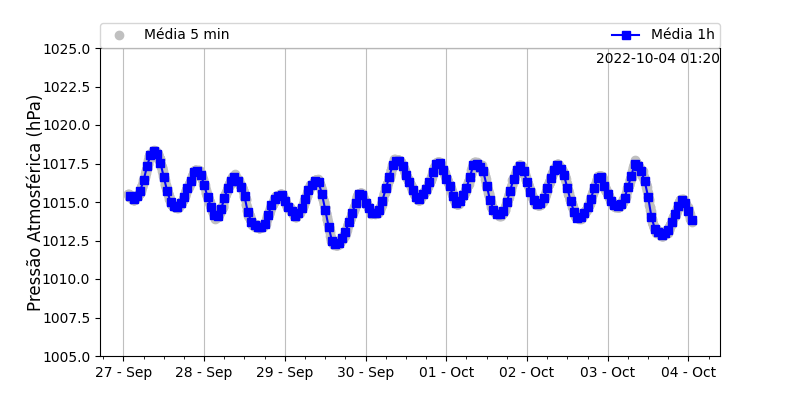 Média 5 min
Média 1h
2022-10-04 01:20
Pressão Atmosférica (hPa)
1025.0
1022.5
1020.0
1017.5
1015.0
1012.5
1010.0
1007.5
1005.0
27 - Sep
28 - Sep
29 - Sep
30 - Sep
01 - Oct
02 - Oct
03 - Oct
04 - Oct